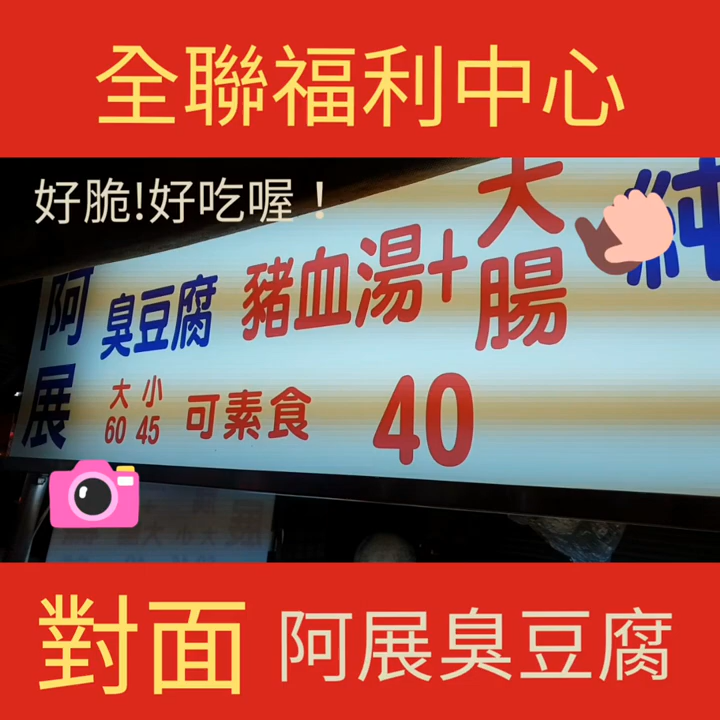 全聯福利中心
好脆!好吃喔！
阿展
臭豆腐
大 小
60 45
可素食
豬血湯+大腸
40
純
對面 阿展臭豆腐